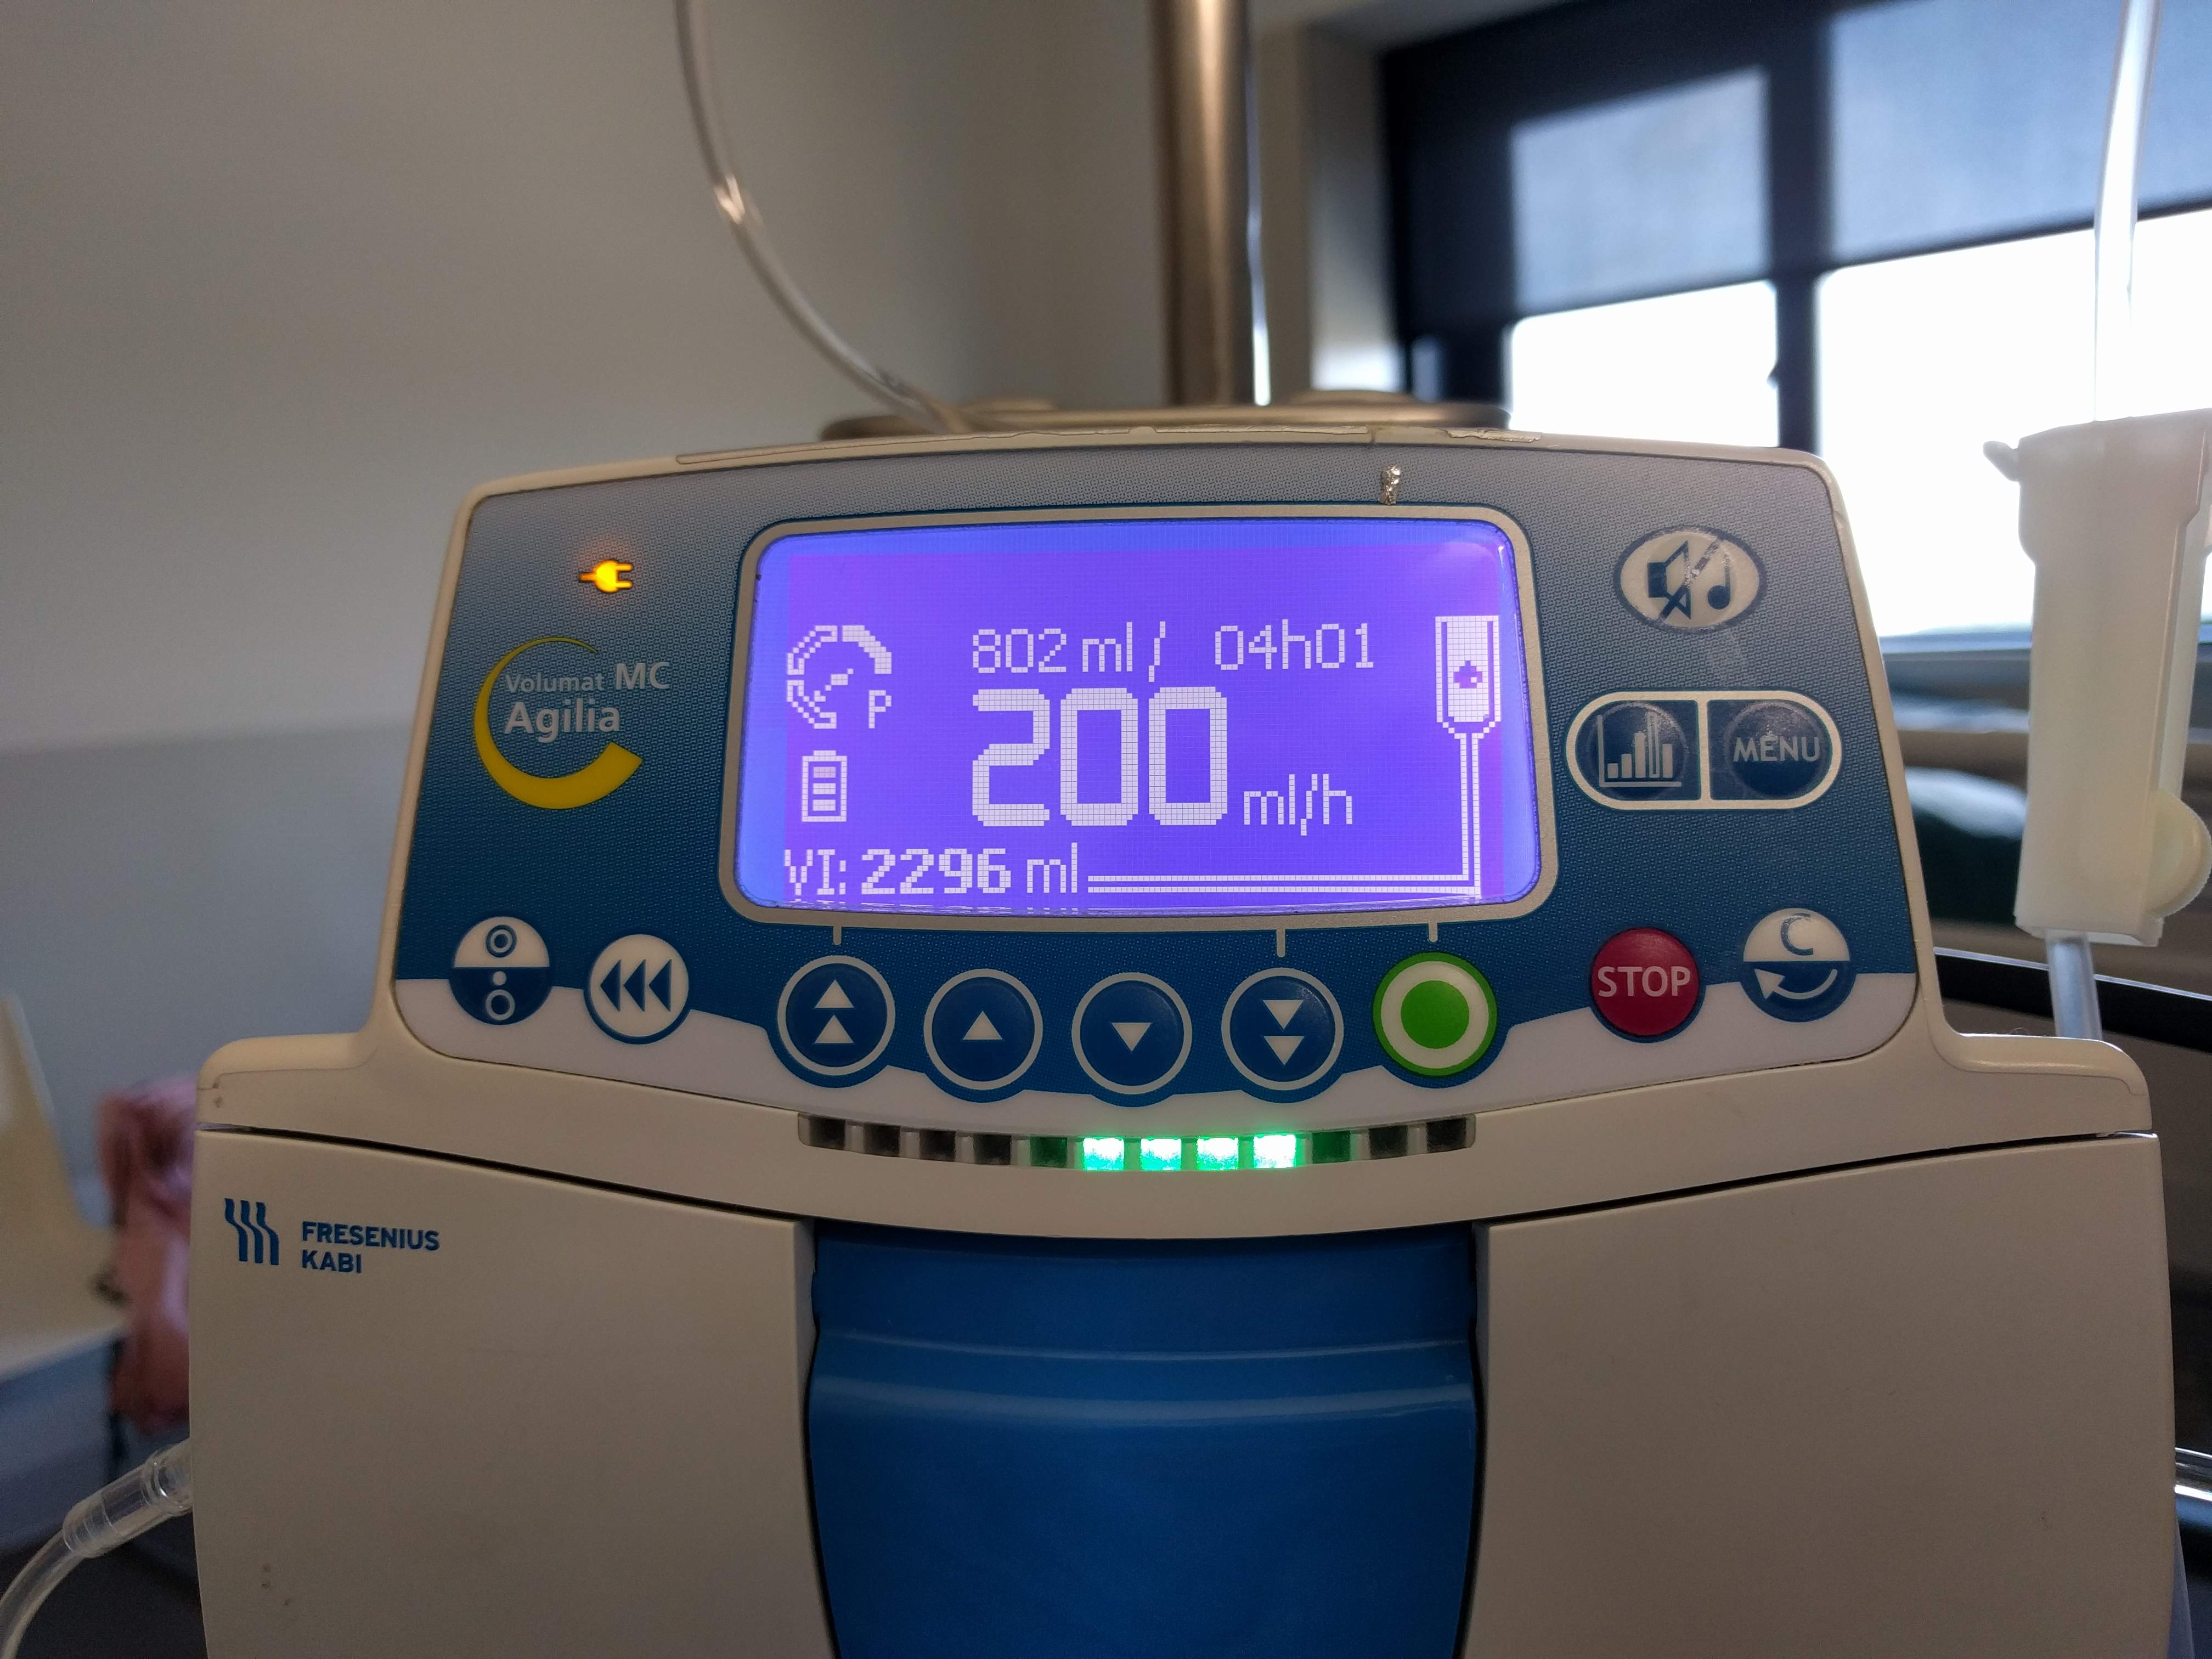 802 ml / 04h01
P
200 ml/h
VI: 2296 ml
Volumat MC
Agilia
MENU
STOP
C
FRESENIUS
KABI